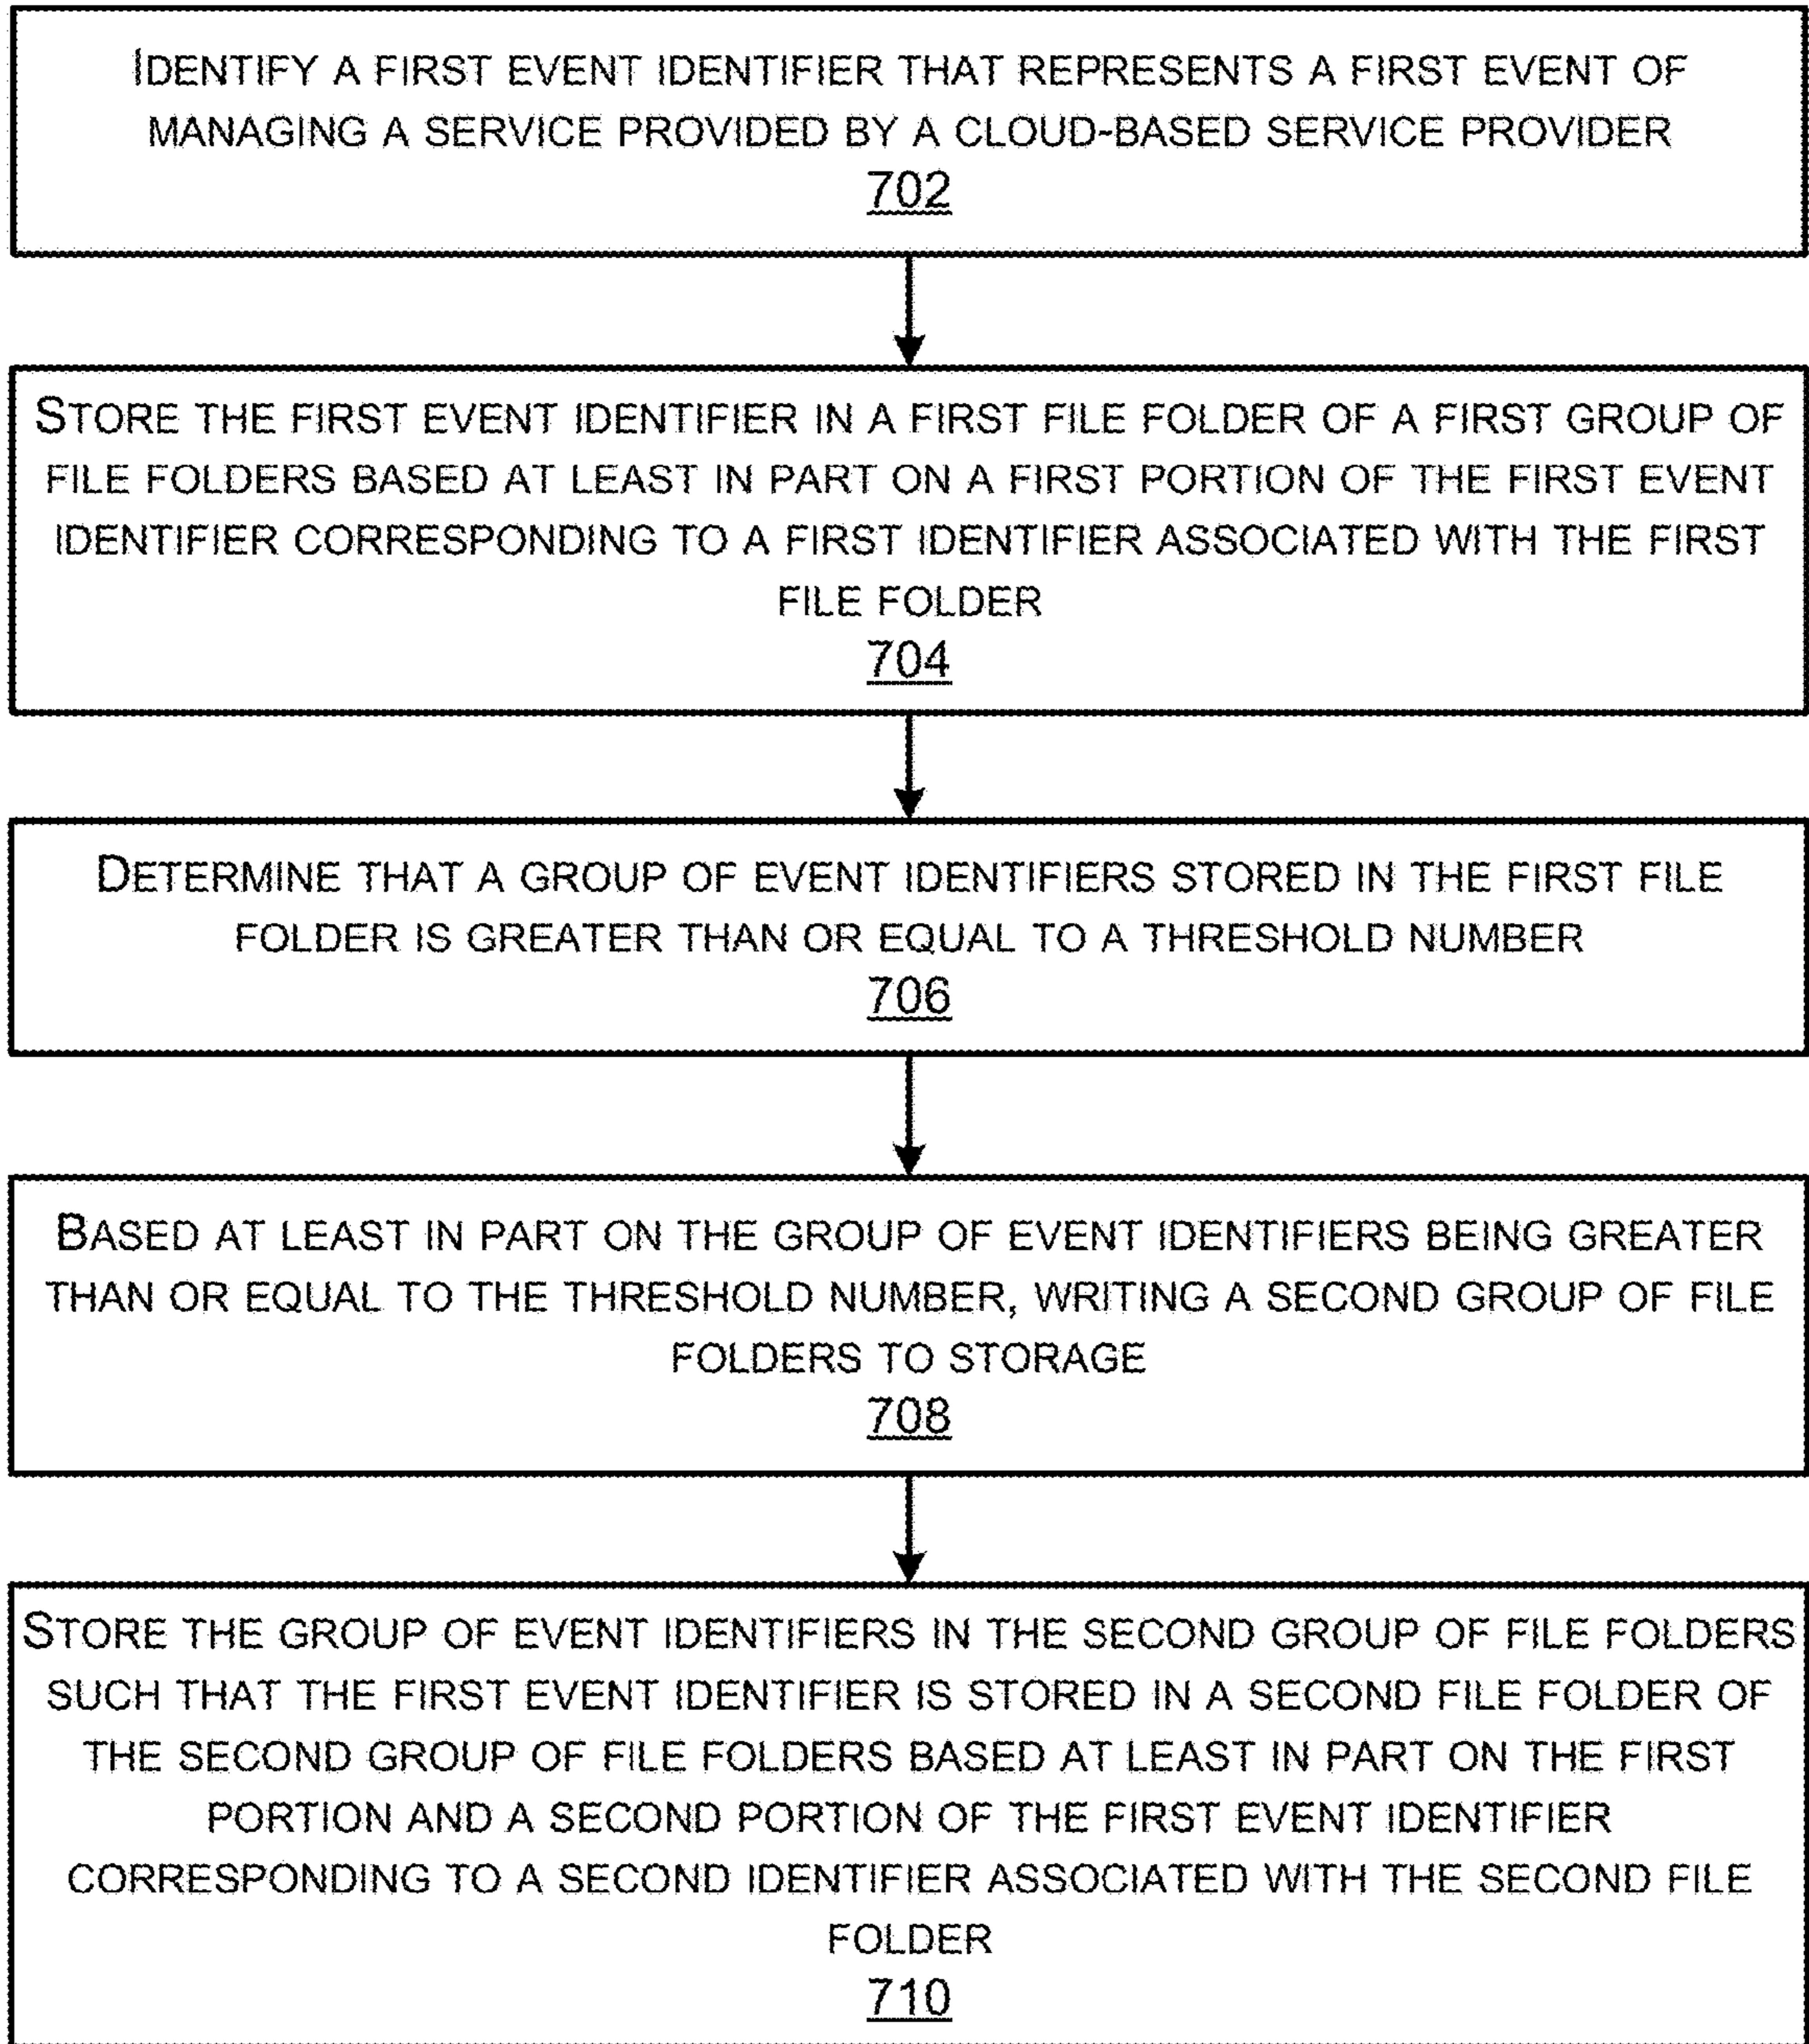 IDENTIFY A FIRST EVENT IDENTIFIER THAT REPRESENTS A FIRST EVENT OF
MANAGING A SERVICE PROVIDED BY A CLOUD-BASED SERVICE PROVIDER
702
STORE THE FIRST EVENT IDENTIFIER IN A FIRST FILE FOLDER OF A FIRST GROUP OF
FILE FOLDERS BASED AT LEAST IN PART ON A FIRST PORTION OF THE FIRST EVENT
IDENTIFIER CORRESPONDING TO A FIRST IDENTIFIER ASSOCIATED WITH THE FIRST
FILE FOLDER
704
DETERMINE THAT A GROUP OF EVENT IDENTIFIERS STORED IN THE FIRST FILE
FOLDER IS GREATER THAN OR EQUAL TO A THRESHOLD NUMBER
706
BASED AT LEAST IN PART ON THE GROUP OF EVENT IDENTIFIERS BEING GREATER
THAN OR EQUAL TO THE THRESHOLD NUMBER, WRITING A SECOND GROUP OF FILE
FOLDERS TO STORAGE
708
STORE THE GROUP OF EVENT IDENTIFIERS IN THE SECOND GROUP OF FILE FOLDERS
SUCH THAT THE FIRST EVENT IDENTIFIER IS STORED IN A SECOND FILE FOLDER OF
THE SECOND GROUP OF FILE FOLDERS BASED AT LEAST IN PART ON THE FIRST
PORTION AND A SECOND PORTION OF THE FIRST EVENT IDENTIFIER
CORRESPONDING TO A SECOND IDENTIFIER ASSOCIATED WITH THE SECOND FILE
FOLDER
710